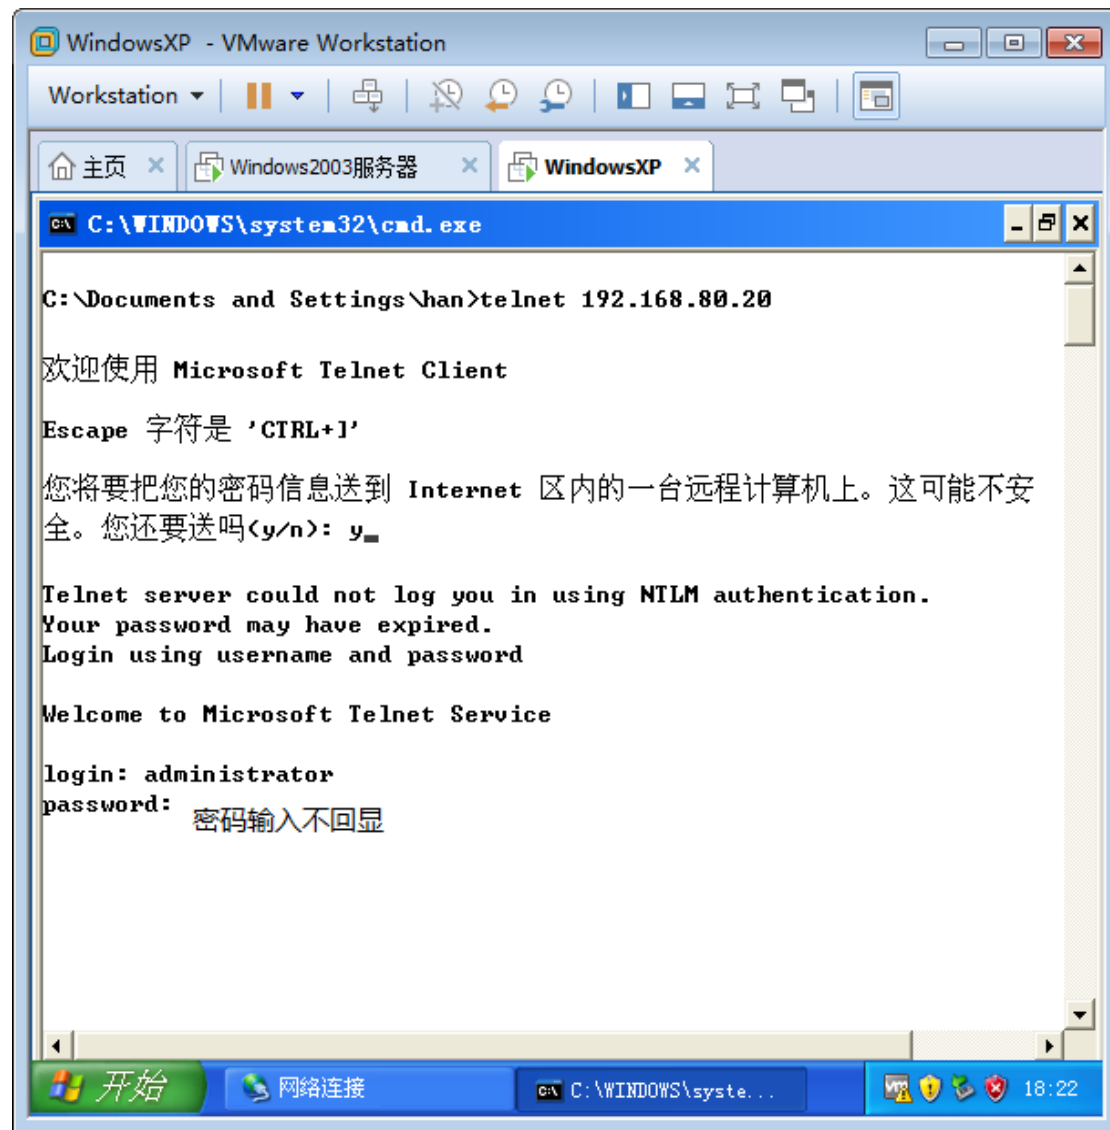 WindowsXP - VMware Workstation
Workstation
主页
Windows2003服务器
WindowsXP
C:\WINDOWS\system32\cmd.exe
C:\Documents and Settings\han>telnet 192.168.80.20
欢迎使用 Microsoft Telnet Client
Escape 字符是 'CTRL+]'
您将要把您的密码信息送到 Internet 区内的一台远程计算机上。这可能不安
全。您还要送吗(y/n): y_
Telnet server could not log you in using NTLM authentication.
Your password may have expired.
Login using username and password
Welcome to Microsoft Telnet Service
login: administrator
password:
密码输入不回显
开始
网络连接
C:\WINDOWS\syste...
18:22